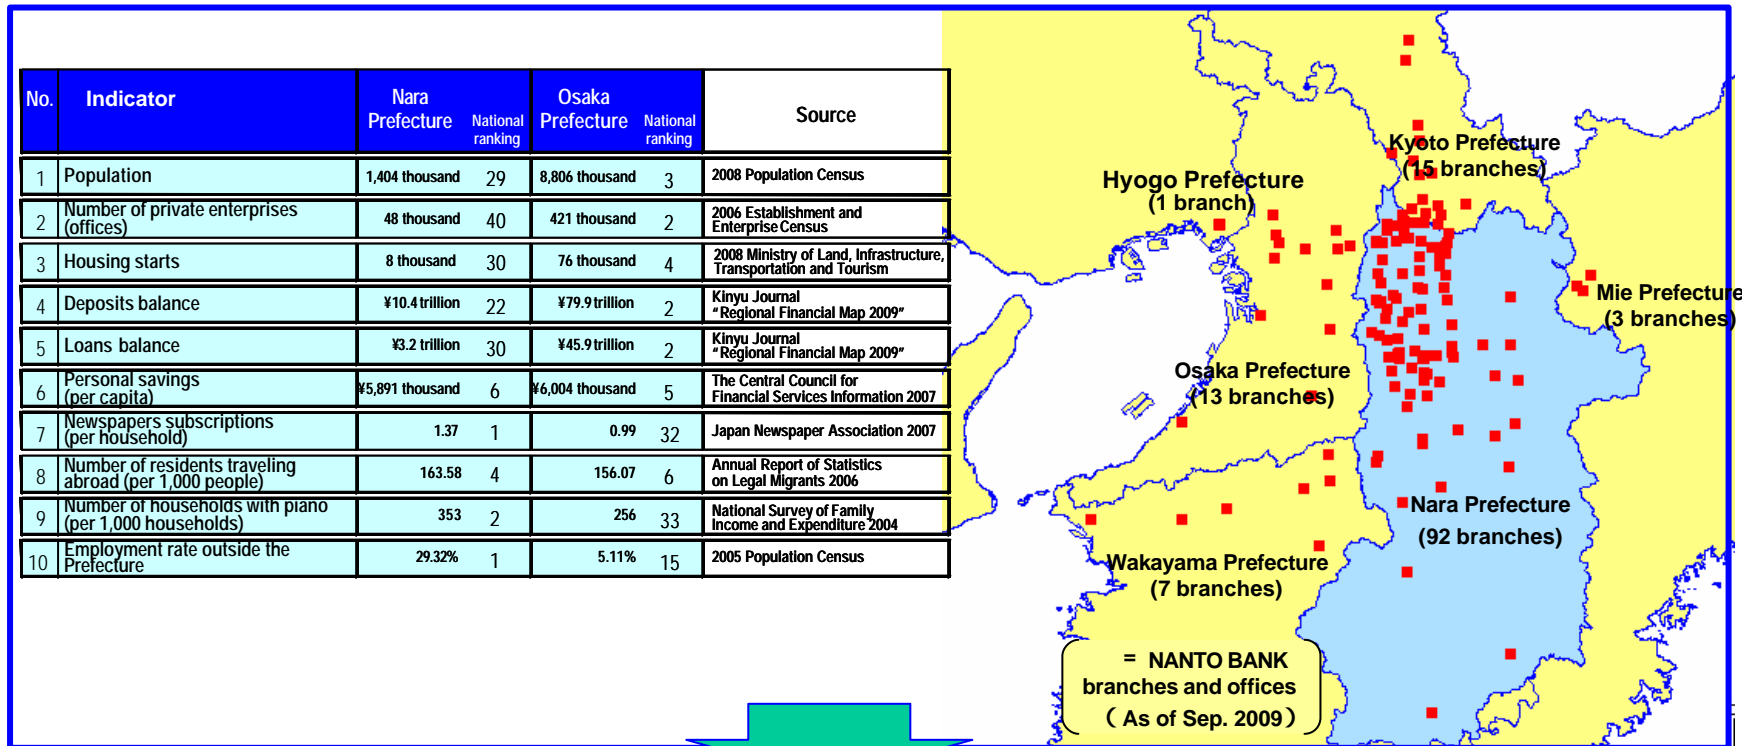 No. Indicator Nara Prefecture National ranking Osaka Prefecture National ranking Source
1 Population 1,404 thousand 29 8,806 thousand 3 2008 Population Census
2 Number of private enterprises (offices) 48 thousand 40 421 thousand 2 2006 Establishment and Enterprise Census
3 Housing starts 8 thousand 30 76 thousand 4 2008 Ministry of Land, Infrastructure, Transportation and Tourism
4 Deposits balance ¥10.4 trillion 22 ¥79.9 trillion 2 Kinyu Journal "Regional Financial Map 2009"
5 Loans balance ¥3.2 trillion 30 ¥45.9 trillion 2 Kinyu Journal "Regional Financial Map 2009"
6 Personal savings (per capita) ¥5,891 thousand 6 ¥6,004 thousand 5 The Central Council for Financial Services Information 2007
7 Newspapers subscriptions (per household) 1.37 1 0.99 32 Japan Newspaper Association 2007
8 Number of residents traveling abroad (per 1,000 people) 163.58 4 156.07 6 Annual Report of Statistics on Legal Migrants 2006
9 Number of households with piano (per 1,000 households) 353 2 256 33 National Survey of Family Income and Expenditure 2004
10 Employment rate outside the Prefecture 29.32% 1 5.11% 15 2005 Population Census
Kyoto Prefecture
(15 branches)
Hyogo Prefecture
(1 branch)
Mie Prefecture
(3 branches)
Osaka Prefecture
(13 branches)
Nara Prefecture
(92 branches)
Wakayama Prefecture
(7 branches)
= NANTO BANK
branches and offices
( As of Sep. 2009 )